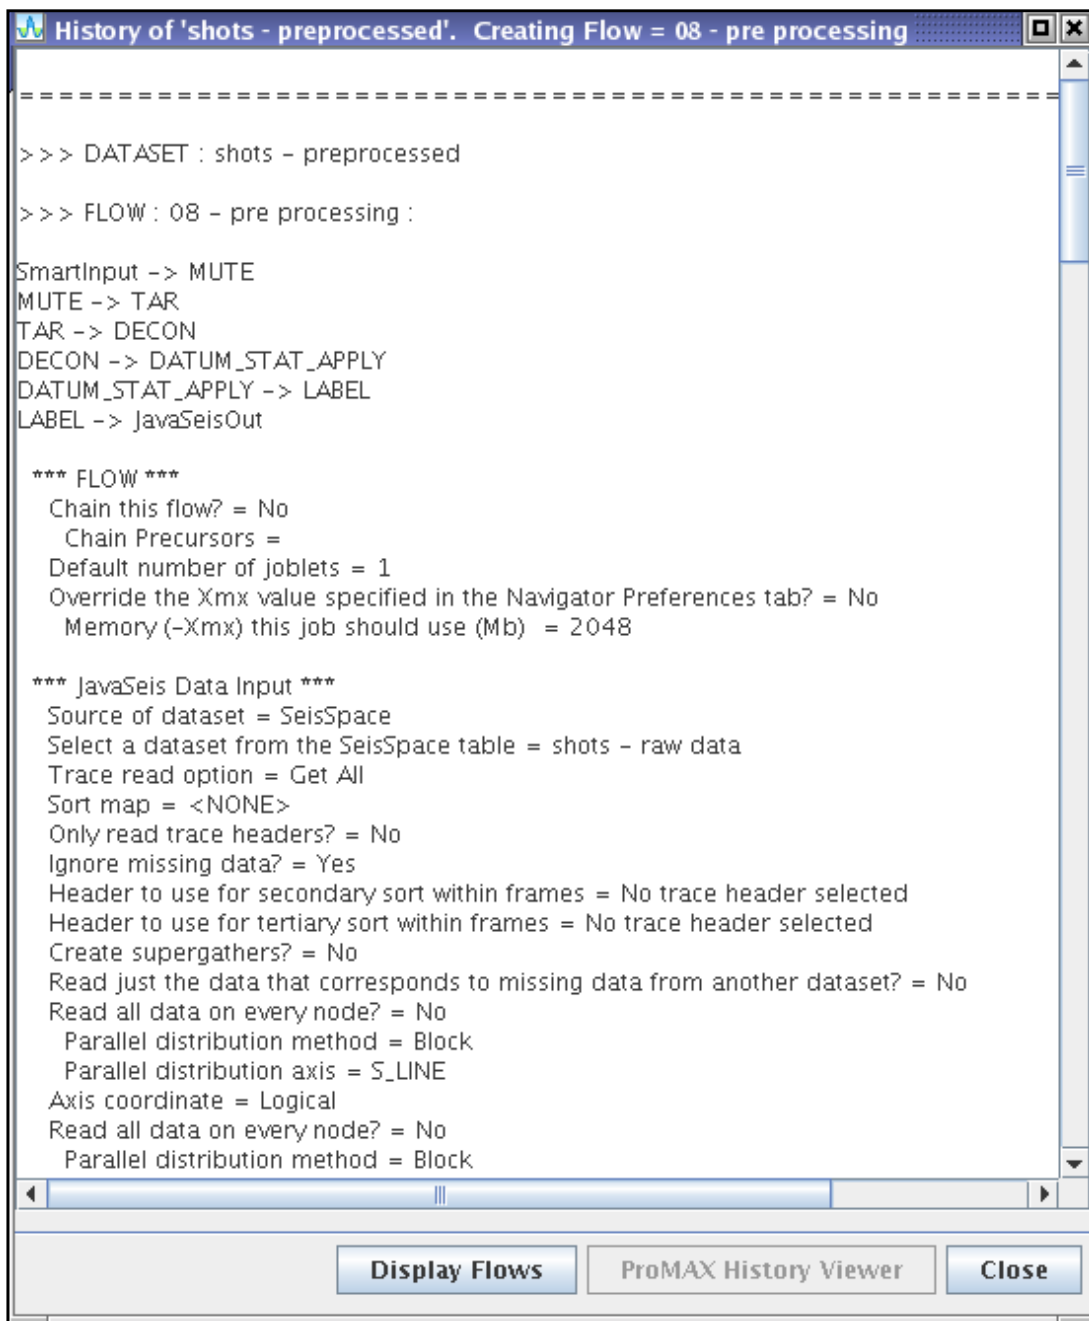 History of 'shots - preprocessed'.  Creating Flow = 08 - pre processing
=====================================================
>>> DATASET : shots - preprocessed
>>> FLOW : 08 - pre processing :
SmartInput -> MUTE
MUTE -> TAR
TAR -> DECON
DECON -> DATUM_STAT_APPLY
DATUM_STAT_APPLY -> LABEL
LABEL -> JavaSeisOut
*** FLOW ***
Chain this flow? = No
Chain Precursors =
Default number of joblets = 1
Override the Xmx value specified in the Navigator Preferences tab? = No
Memory (-Xmx) this job should use (Mb)  = 2048
*** JavaSeis Data Input ***
Source of dataset = SeisSpace
Select a dataset from the SeisSpace table = shots - raw data
Trace read option = Get All
Sort map = <NONE>
Only read trace headers? = No
Ignore missing data? = Yes
Header to use for secondary sort within frames = No trace header selected
Header to use for tertiary sort within frames = No trace header selected
Create supergathers? = No
Read just the data that corresponds to missing data from another dataset? = No
Read all data on every node? = No
Parallel distribution method = Block
Parallel distribution axis = S_LINE
Axis coordinate = Logical
Read all data on every node? = No
Parallel distribution method = Block
Display Flows ProMAX History Viewer Close